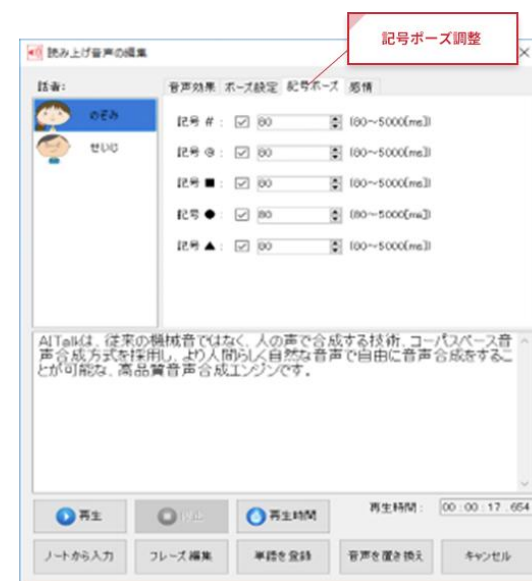 記号ポーズ調整
読み上げ音声の編集
話者:
のぞみ
せいじ
音声効果 ポーズ設定 記号ポーズ 感情
記号 # : 80 (80~5000[ms])
記号 @ : 80 (80~5000[ms])
記号 ■ : 80 (80~5000[ms])
記号 ● : 80 (80~5000[ms])
記号 ▲ : 80 (80~5000[ms])
AITalkは、従来の機械音ではなく、人の声で合成する技術、コーパスベース音
声合成方式を採用し、より人間らしく自然な音声で自由に音声合成をするこ
とが可能な、高品質音声合成エンジンです。
再生 停止 再生時間 再生時間 : 00 : 00 : 17 . 654
ノートから入力 フレーズ編集 単語を登録 音声を置き換え キャンセル